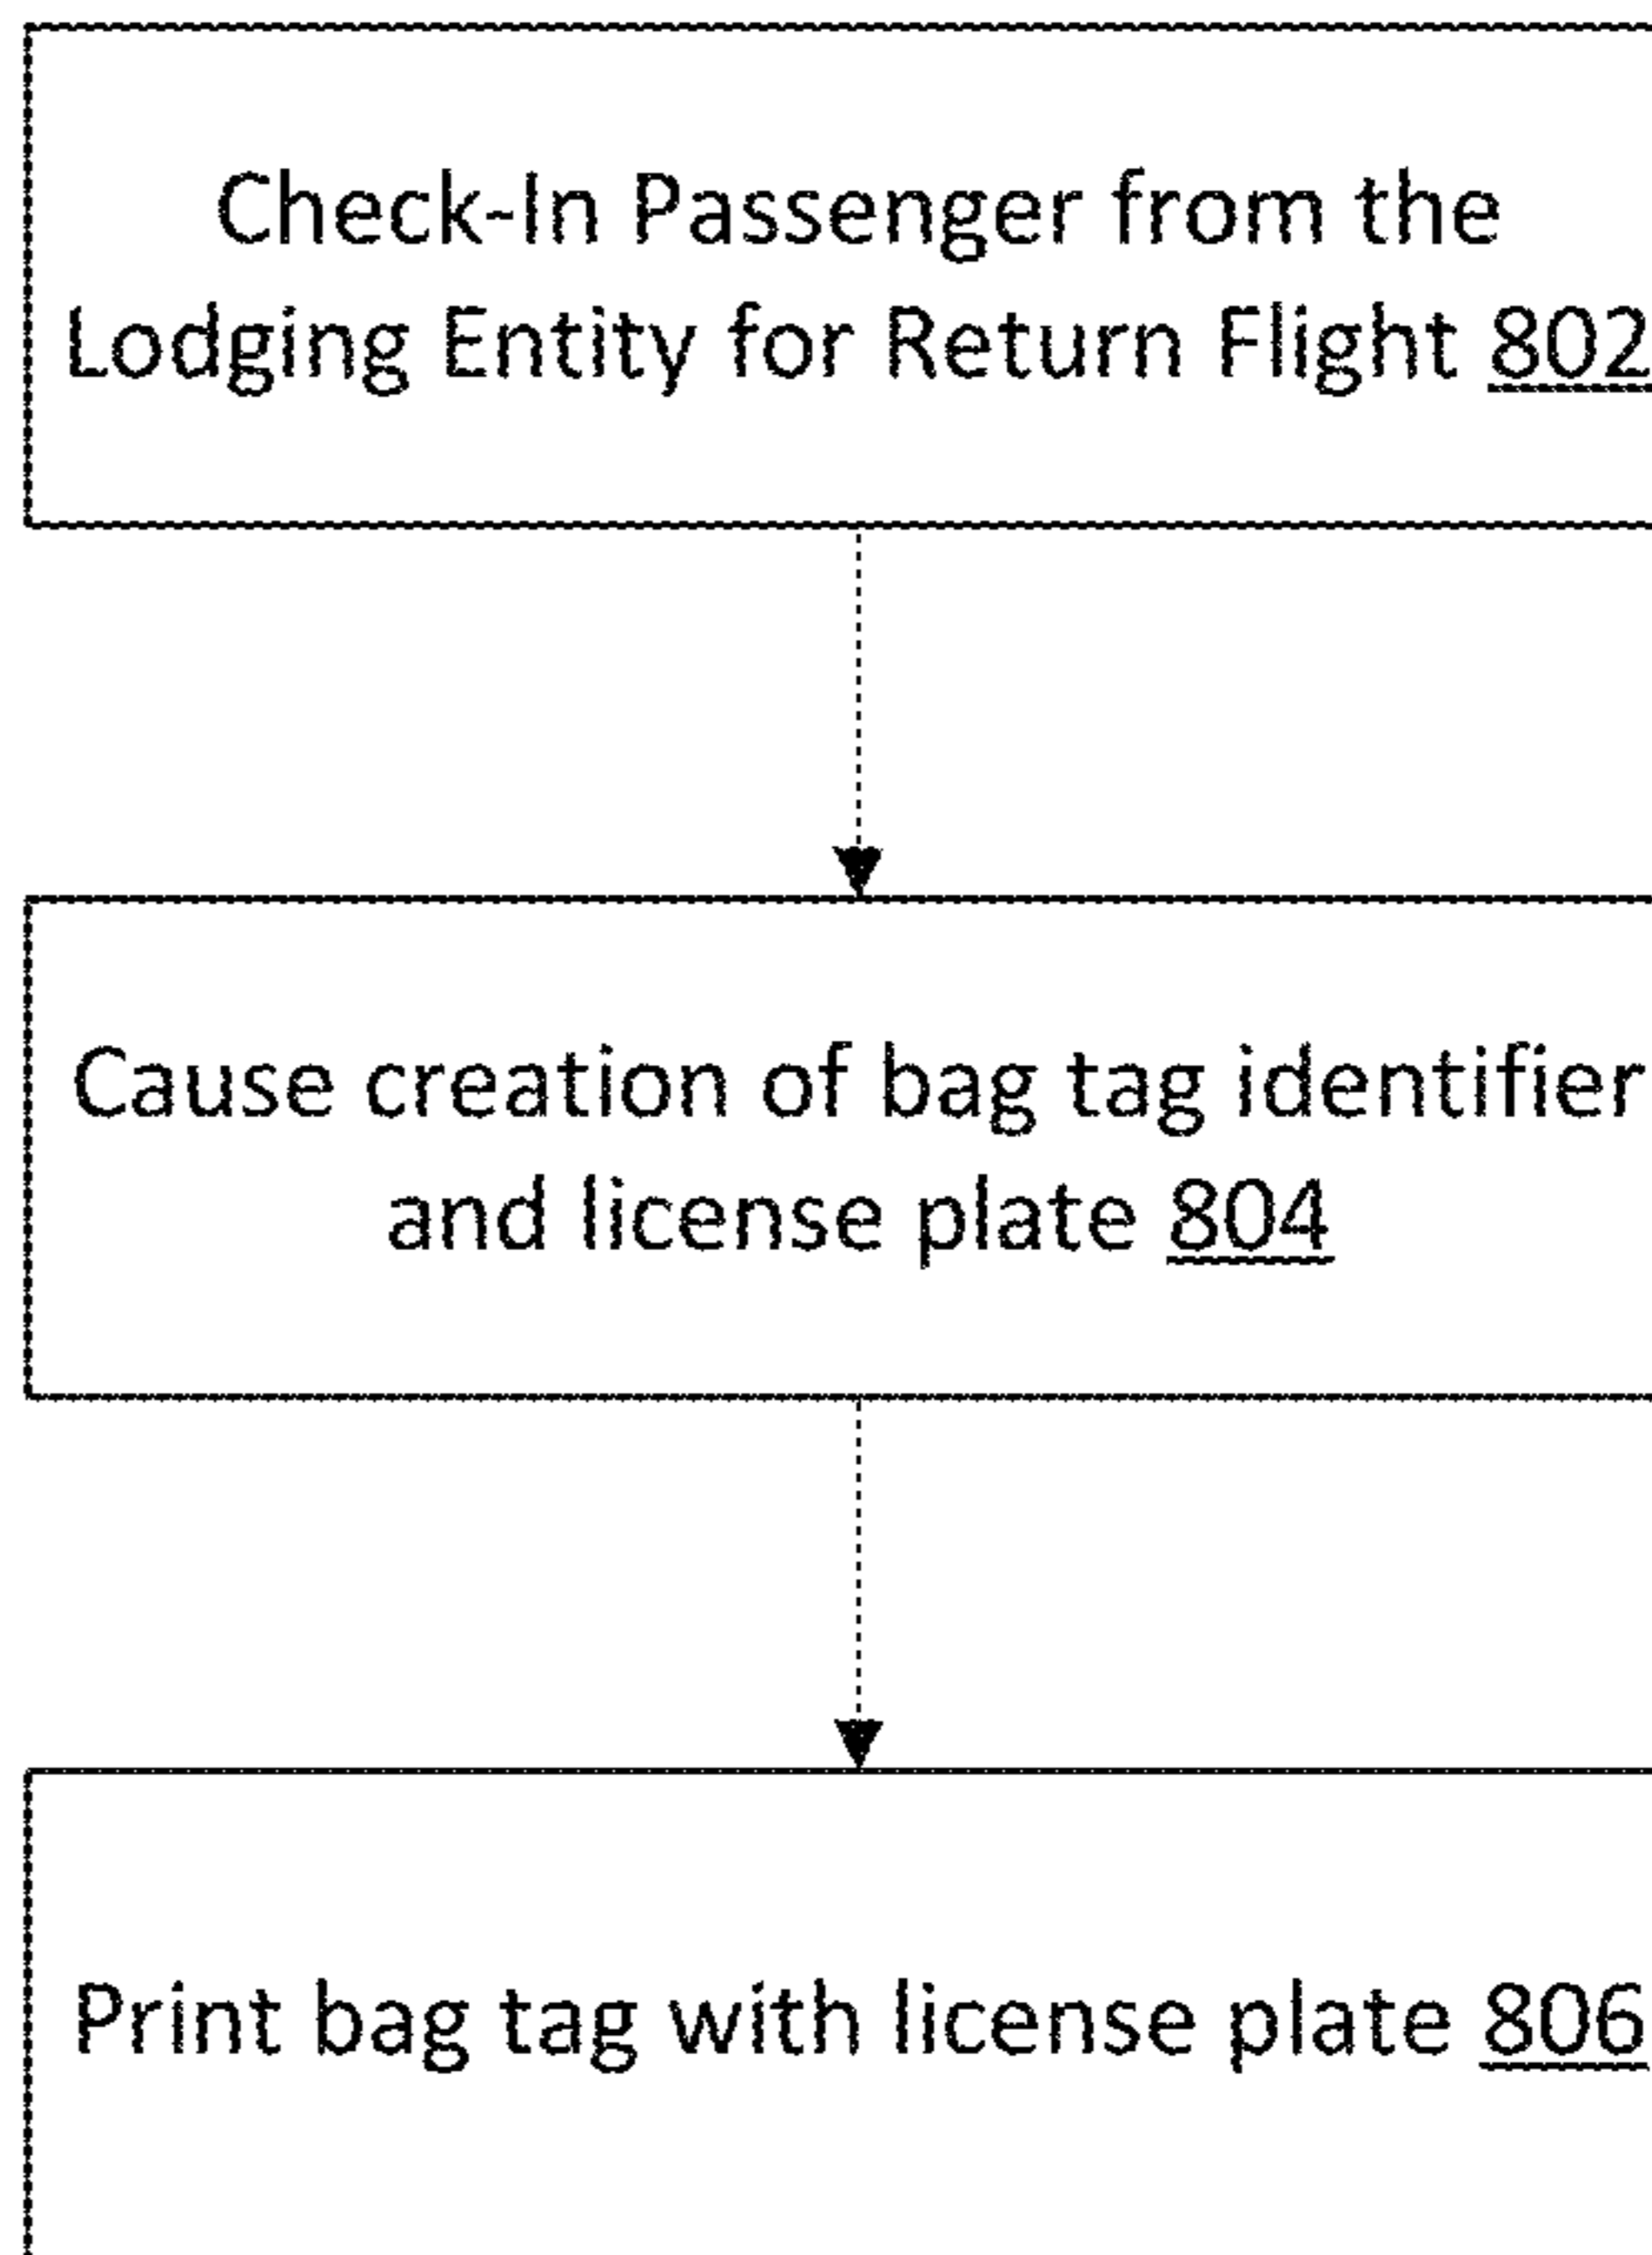 Check-In Passenger from the
Lodging Entity for Return Flight 802
Cause creation of bag tag identifier
and license plate 804
Print bag tag with license plate 806